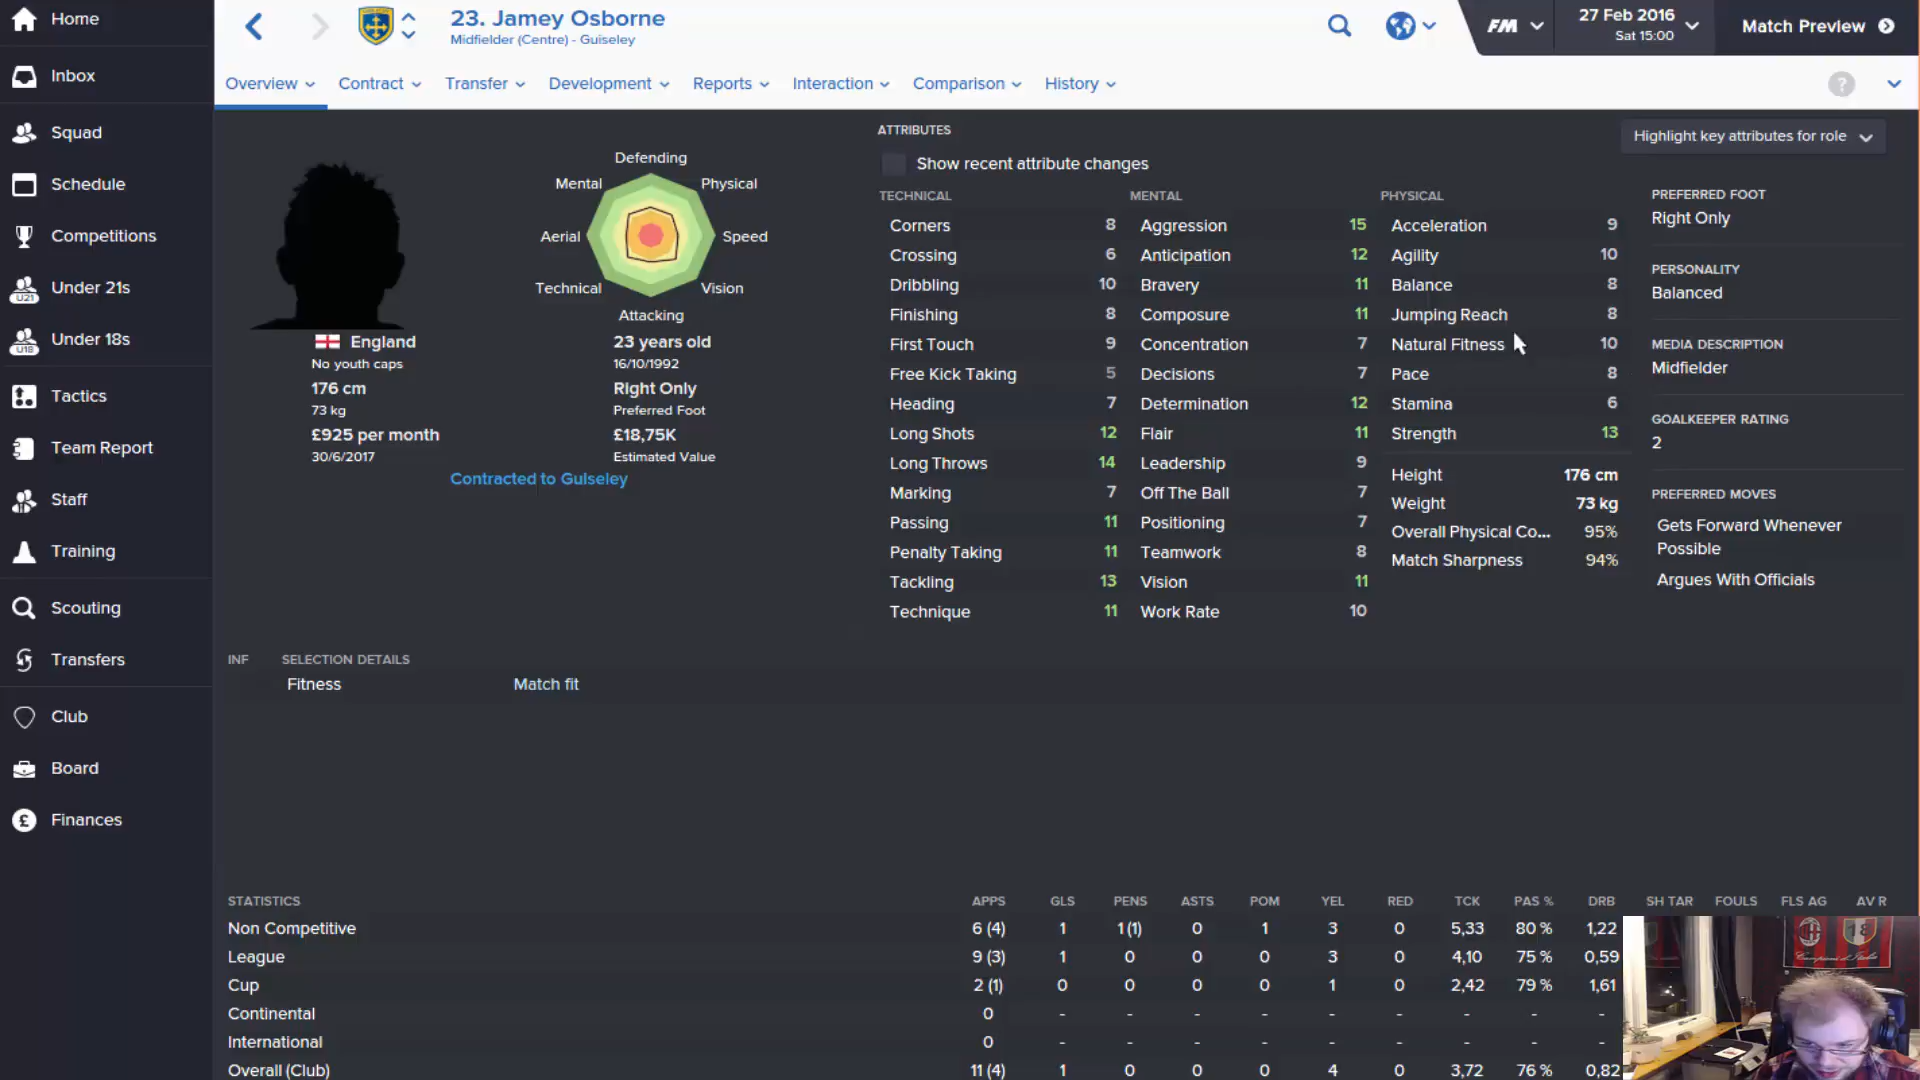 Home
Inbox
Squad
Schedule
Competitions
U21
Under 21s
U18
Under 18s
Tactics
Team Report
Staff
Training
Scouting
Transfers
Club
Board
Finances
23. Jamey Osborne
Midfielder (Centre) - Guiseley
FM
27 Feb 2016
Sat 15:00
Match Preview
Overview
Contract
Transfer
Development
Reports
Interaction
Comparison
History
?
Defending
Mental
Physical
Aerial
Speed
Technical
Vision
Attacking
England
No youth caps
176 cm
73 kg
£925 per month
30/6/2017
23 years old
16/10/1992
Right Only
Preferred Foot
£18,75K
Estimated Value
Contracted to Guiseley
ATTRIBUTES
Highlight key attributes for role
Show recent attribute changes
TECHNICAL
Corners 8
Crossing 6
Dribbling 10
Finishing 8
First Touch 9
Free Kick Taking 5
Heading 7
Long Shots 12
Long Throws 14
Marking 7
Passing 11
Penalty Taking 11
Tackling 13
Technique 11
MENTAL
Aggression 15
Anticipation 12
Bravery 11
Composure 11
Concentration 7
Decisions 7
Determination 12
Flair 11
Leadership 9
Off The Ball 7
Positioning 7
Teamwork 8
Vision 11
Work Rate 10
PHYSICAL
Acceleration 9
Agility 10
Balance 8
Jumping Reach 8
Natural Fitness 10
Pace 8
Stamina 6
Strength 13
Height 176 cm
Weight 73 kg
Overall Physical Co... 95%
Match Sharpness 94%
PREFERRED FOOT
Right Only
PERSONALITY
Balanced
MEDIA DESCRIPTION
Midfielder
GOALKEEPER RATING
2
PREFERRED MOVES
Gets Forward Whenever
Possible
Argues With Officials
INF SELECTION DETAILS
Fitness Match fit
STATISTICS APPS GLS PENS ASTS POM YEL RED TCK PAS % DRB SH TAR FOULS FLS AG AV R
Non Competitive 6 (4) 1 1 (1) 0 1 3 0 5,33 80 % 1,22
League 9 (3) 1 0 0 0 3 0 4,10 75 % 0,59
Cup 2 (1) 0 0 0 0 1 0 2,42 79 % 1,61
Continental 0 - - - - - - - - -
International 0 - - - - - - - - -
Overall (Club) 11 (4) 1 0 0 0 4 0 3,72 76 % 0,82
18